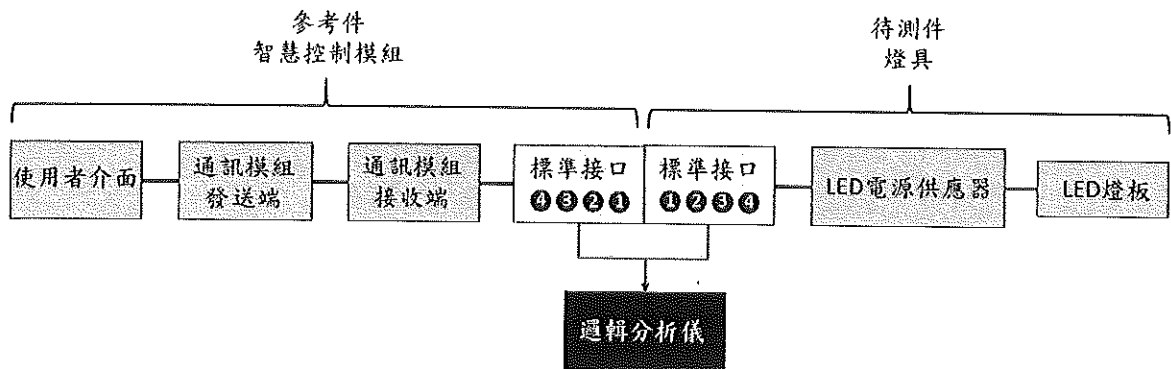 參考件
智慧控制模組
待測件
燈具
使用者介面
通訊模組
發送端
通訊模組
接收端
標準接口
❹❸❷❶
標準接口
❶❷❸❹
LED電源供應器
LED燈板
邏輯分析儀